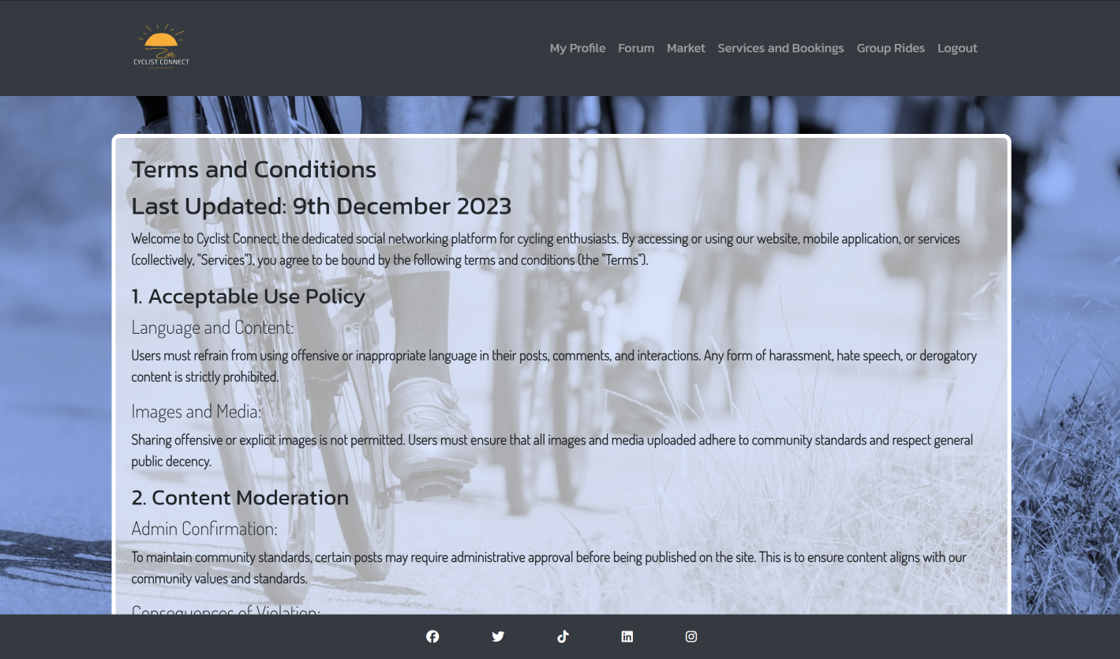 CYCLIST CONNECT
My Profile Forum Market Services and Bookings Group Rides Logout
Terms and Conditions
Last Updated: 9th December 2023
Welcome to Cyclist Connect, the dedicated social networking platform for cycling enthusiasts. By accessing or using our website, mobile application, or services
(collectively, "Services"), you agree to be bound by the following terms and conditions (the "Terms").
1. Acceptable Use Policy
Language and Content:
Users must refrain from using offensive or inappropriate language in their posts, comments, and interactions. Any form of harassment, hate speech, or derogatory
content is strictly prohibited.
Images and Media:
Sharing offensive or explicit images is not permitted. Users must ensure that all images and media uploaded adhere to community standards and respect general
public decency.
2. Content Moderation
Admin Confirmation:
To maintain community standards, certain posts may require administrative approval before being published on the site. This is to ensure content aligns with our
community values and standards.
Consequences of Violation: